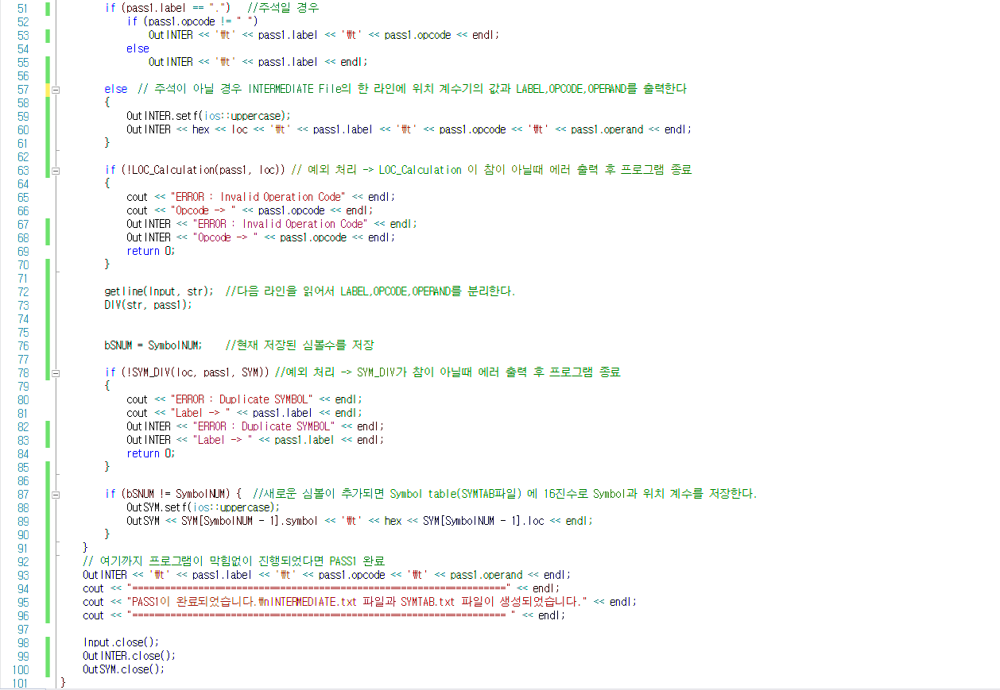 51 if (pass1.label == ".") //주석일 경우
52 if (pass1.opcode != " ")
53 OutINTER << '₩t' << pass1.label << '₩t' << pass1.opcode << endl;
54 else
55 OutINTER << '₩t' << pass1.label << endl;
56
57 else // 주석이 아닐 경우 INTERMEDIATE File의 한 라인에 위치 계수기의 값과 LABEL,OPCODE,OPERAND를 출력한다
58 {
59 OutINTER.setf(ios::uppercase);
60 OutINTER << hex << loc << '₩t' << pass1.label << '₩t' << pass1.opcode << '₩t' << pass1.operand << endl;
61 }
62
63 if (!LOC_Calculation(pass1, loc)) // 예외 처리 -> LOC_Calculation 이 참이 아닐때 에러 출력 후 프로그램 종료
64 {
65 cout << "ERROR : Invalid Operation Code" << endl;
66 cout << "Opcode -> " << pass1.opcode << endl;
67 OutINTER << "ERROR : Invalid Operation Code" << endl;
68 OutINTER << "Opcode -> " << pass1.opcode << endl;
69 return 0;
70 }
71
72 getline(Input, str); //다음 라인을 읽어서 LABEL,OPCODE,OPERAND를 분리한다.
73 DIV(str, pass1);
74
75
76 bSNUM = SymbolNUM; //현재 저장된 심볼수를 저장
77
78 if (!SYM_DIV(loc, pass1, SYM)) //예외 처리 -> SYM_DIV가 참이 아닐때 에러 출력 후 프로그램 종료
79 {
80 cout << "ERROR : Duplicate SYMBOL" << endl;
81 cout << "Label -> " << pass1.label << endl;
82 OutINTER << "ERROR : Duplicate SYMBOL" << endl;
83 OutINTER << "Label -> " << pass1.label << endl;
84 return 0;
85 }
86
87 if (bSNUM != SymbolNUM) { //새로운 심볼이 추가되면 Symbol table(SYMTAB파일) 에 16진수로 Symbol과 위치 계수를 저장한다.
88 OutSYM.setf(ios::uppercase);
89 OutSYM << SYM[SymbolNUM - 1].symbol << '₩t' << hex << SYM[SymbolNUM - 1].loc << endl;
90 }
91 }
92 // 여기까지 프로그램이 막힘없이 진행되었다면 PASS1 완료
93 OutINTER << '₩t' << pass1.label << '₩t' << pass1.opcode << '₩t' << pass1.operand << endl;
94 cout << "====================================================================" << endl;
95 cout << "PASS1이 완료되었습니다.₩nINTERMEDIATE.txt 파일과 SYMTAB.txt 파일이 생성되었습니다." << endl;
96 cout << "==================================================================== " << endl;
97
98 Input.close();
99 OutINTER.close();
100 OutSYM.close();
101 }